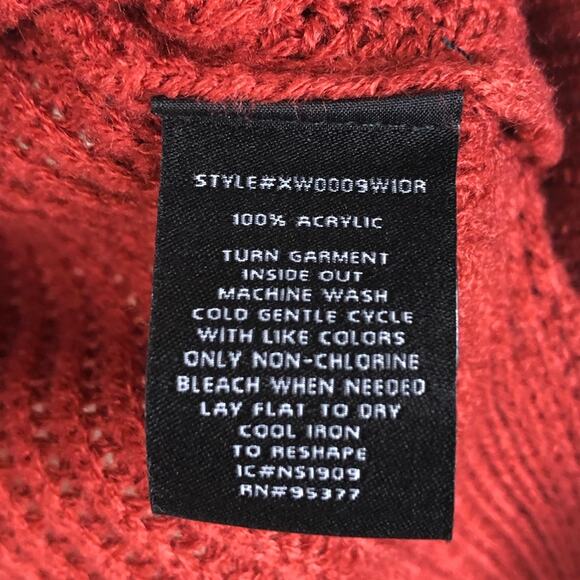 STYLE#XW0009W10R
100% ACRYLIC
TURN GARMENT
INSIDE OUT
MACHINE WASH
COLD GENTLE CYCLE
WITH LIKE COLORS
ONLY NON-CHLORINE
BLEACH WHEN NEEDED
LAY FLAT TO DRY
COOL IRON
TO RESHAPE
IC#NS1909
RN#95377